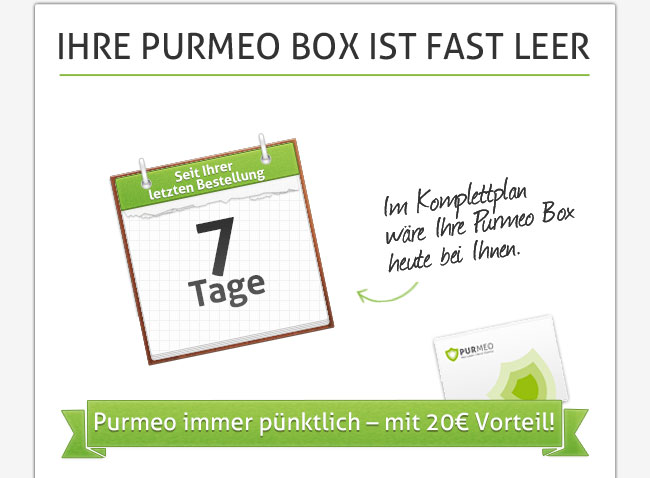 IHRE PURMEO BOX IST FAST LEER
Seit Ihrer
letzten Bestellung
7
Tage
Im Komplettplan
wäre Ihre Purmeo Box
heute bei Ihnen.
PURMEO
Purmeo immer pünktlich – mit 20€ Vorteil!